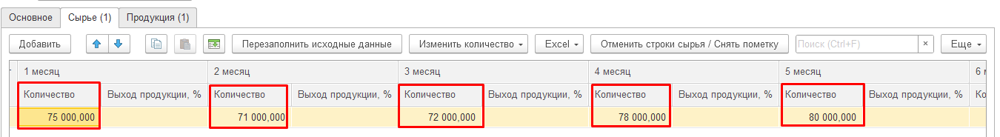 Основное Сырье (1) Продукция (1)
Добавить Перезаполнить исходные данные Изменить количество Excel Отменить строки сырья / Снять пометку Поиск (Ctrl+F) × Еще
1 месяц 2 месяц 3 месяц 4 месяц 5 месяц 6
Количество Выход продукции, % Количество Выход продукции, % Количество Выход продукции, % Количество Выход продукции, % Количество Выход продукции, % Ко
75 000,000 71 000,000 72 000,000 78 000,000 80 000,000